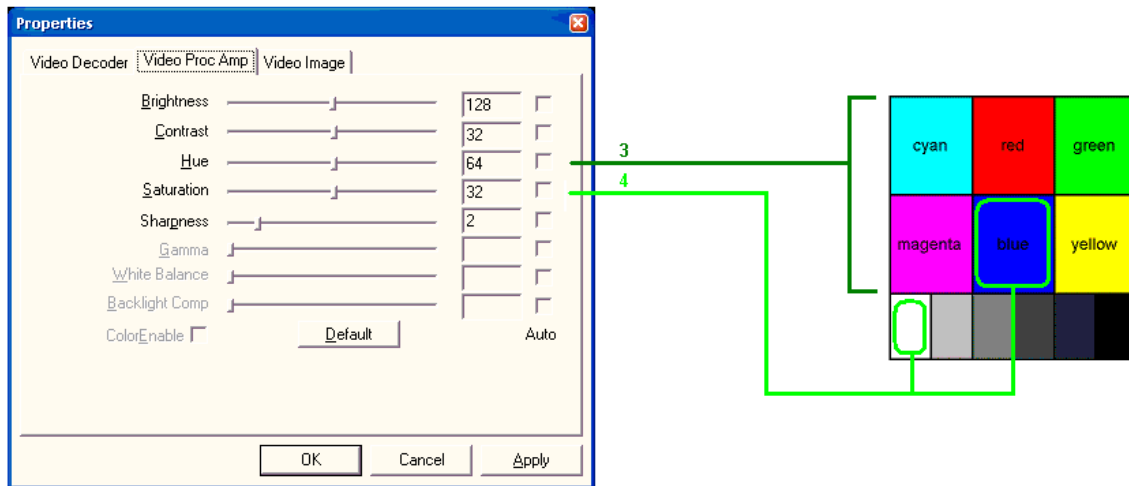 Properties
Video Decoder Video Proc Amp Video Image
Brightness 128
Contrast 32
Hue 64
Saturation 32
Sharpness 2
Gamma
White Balance
Backlight Comp
ColorEnable Default Auto
OK Cancel Apply
3
4
cyan red green
magenta blue yellow